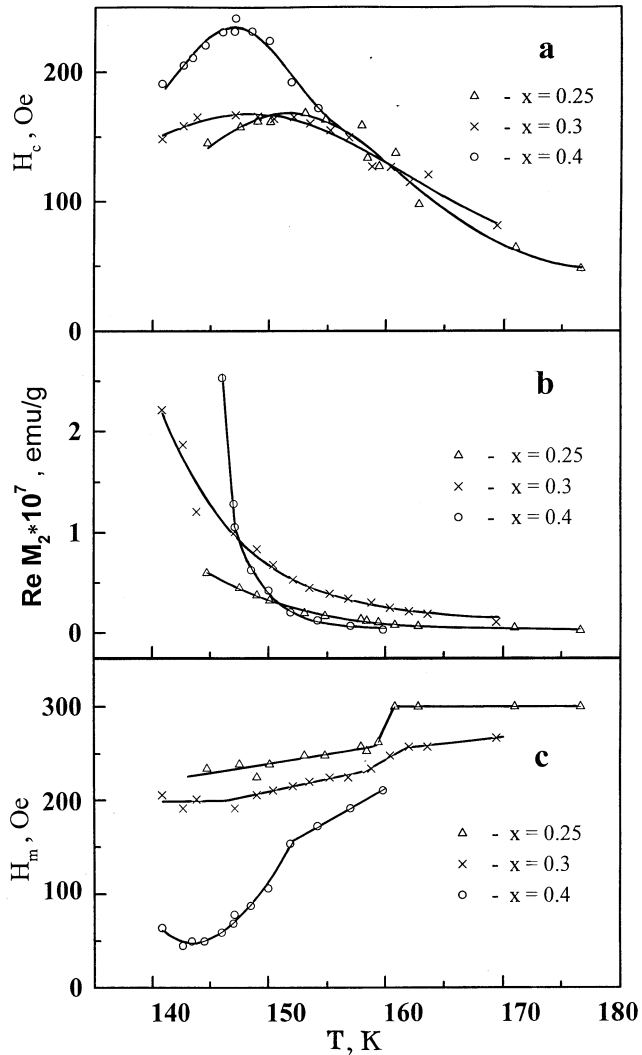 a
200
100
0
H_c, Oe
△ - x = 0.25
× - x = 0.3
○ - x = 0.4
b
2
1
0
Re M_2*10^7, emu/g
△ - x = 0.25
× - x = 0.3
○ - x = 0.4
c
300
200
100
0
H_m, Oe
△ - x = 0.25
× - x = 0.3
○ - x = 0.4
140 150 160 170 180
T, K